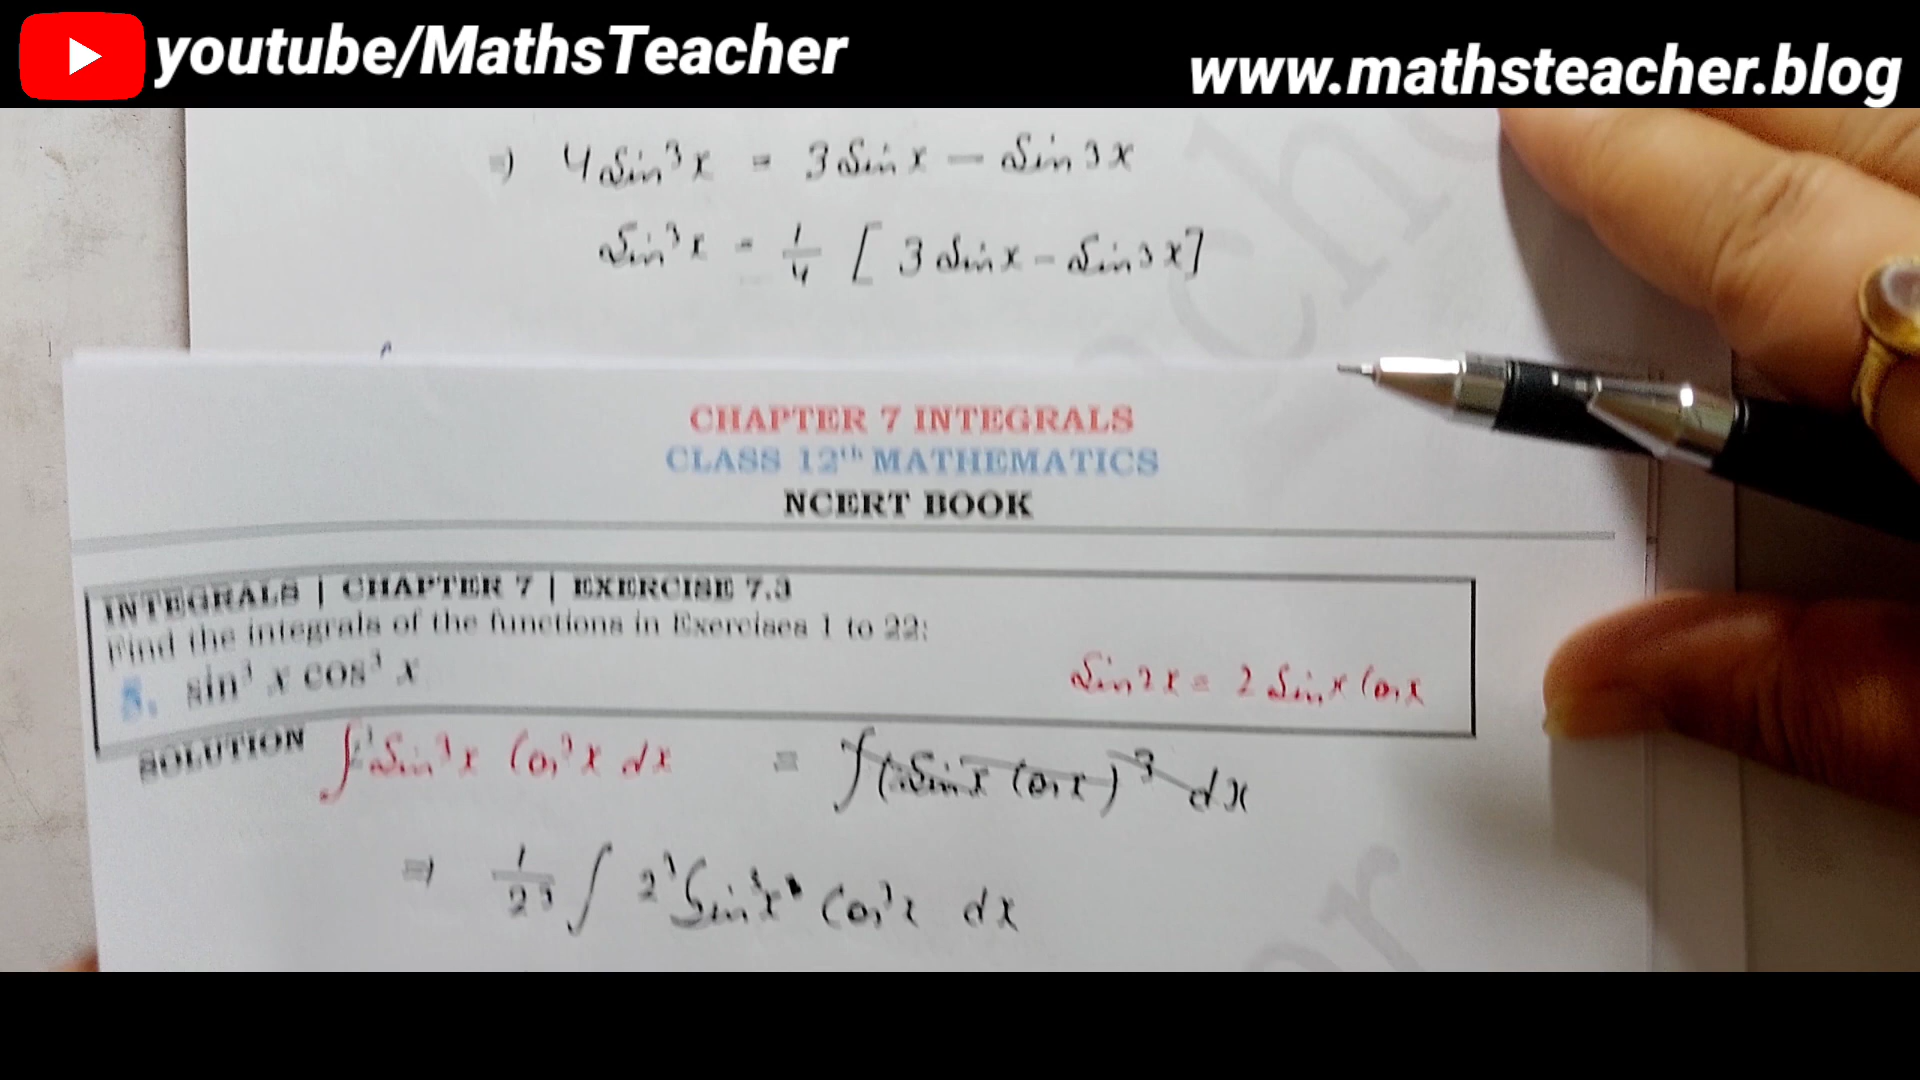 youtube/MathsTeacher
www.mathsteacher.blog
⇒ 4 Sin³x = 3 Sin x − Sin 3x
Sin³x = 1/4 [ 3 Sin x − Sin 3x ]
CHAPTER 7 INTEGRALS
CLASS 12th MATHEMATICS
NCERT BOOK
INTEGRALS | CHAPTER 7 | EXERCISE 7.3
Find the integrals of the functions in Exercises 1 to 22:
5. sin³ x cos³ x
Sin 2x = 2 Sin x Cos x
SOLUTION ∫ Sin³x Cos³x dx = ∫ (Sin x Cos x)³ dx
⇒ 1/2³ ∫ 2³ Sin³x Cos³x dx